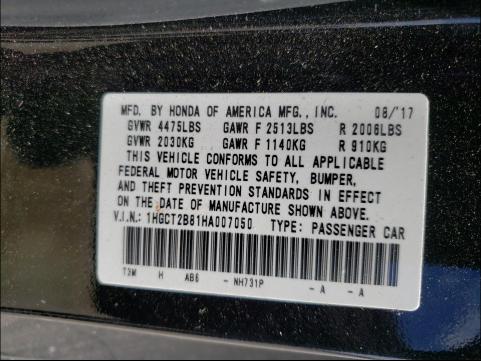 MFD. BY HONDA OF AMERICA MFG., INC. 08/'17
GVWR 4475LBS GAWR F 2513LBS R 2006LBS
GVWR 2030KG GAWR F 1140KG R 910KG
THIS VEHICLE CONFORMS TO ALL APPLICABLE
FEDERAL MOTOR VEHICLE SAFETY, BUMPER,
AND THEFT PREVENTION STANDARDS IN EFFECT
ON THE DATE OF MANUFACTURE SHOWN ABOVE.
V.I.N.: 1HGCT2B81HA007050 TYPE: PASSENGER CAR
T3W H AB6 - NH731P - A - A